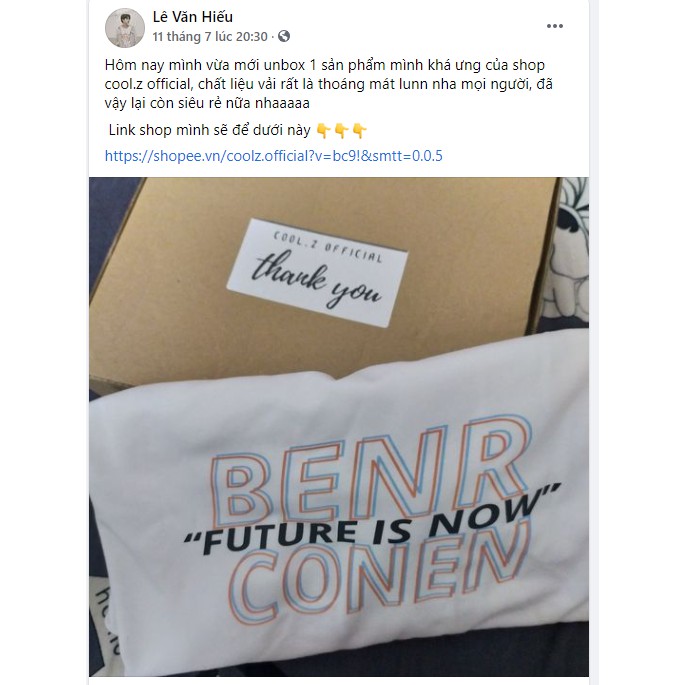 Lê Văn Hiếu
11 tháng 7 lúc 20:30 ·
Hôm nay mình vừa mới unbox 1 sản phẩm mình khá ưng của shop
cool.z official, chất liệu vải rất là thoáng mát lunn nha mọi người, đã
vậy lại còn siêu rẻ nữa nhaaaaa
Link shop mình sẽ để dưới này 👇👇👇
https://shopee.vn/coolz.official?v=bc9!&smtt=0.0.5
COOL.Z OFFICIAL
thank you
BENR
“FUTURE IS NOW”
CONEN